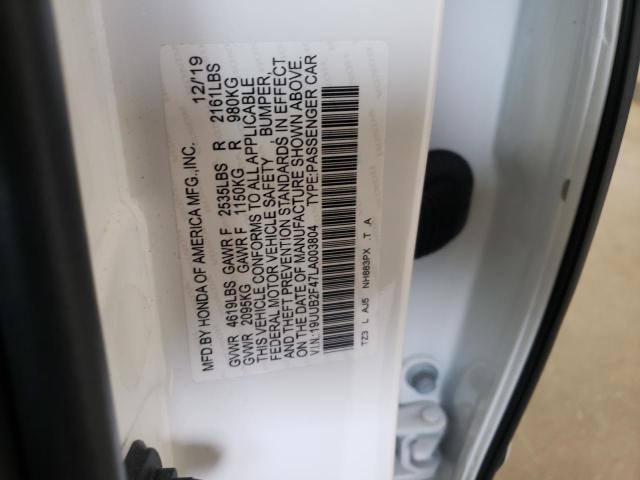 MFD BY HONDA OF AMERICA MFG.,INC. 12/19
GVWR 4619LBS GAWR F 2535LBS R 2161LBS
GVWR 2095KG GAWR F 1150KG R 980KG
THIS VEHICLE CONFORMS TO ALL APPLICABLE
FEDERAL MOTOR VEHICLE SAFETY BUMPER,
AND THEFT PREVENTION STANDARDS IN EFFECT
ON THE DATE OF MANUFACTURE SHOWN ABOVE.
V.I.N.:19UUB2F47LA003804 TYPE:PASSENGER CAR
TZ3 L AJ5 NH883PX .T A